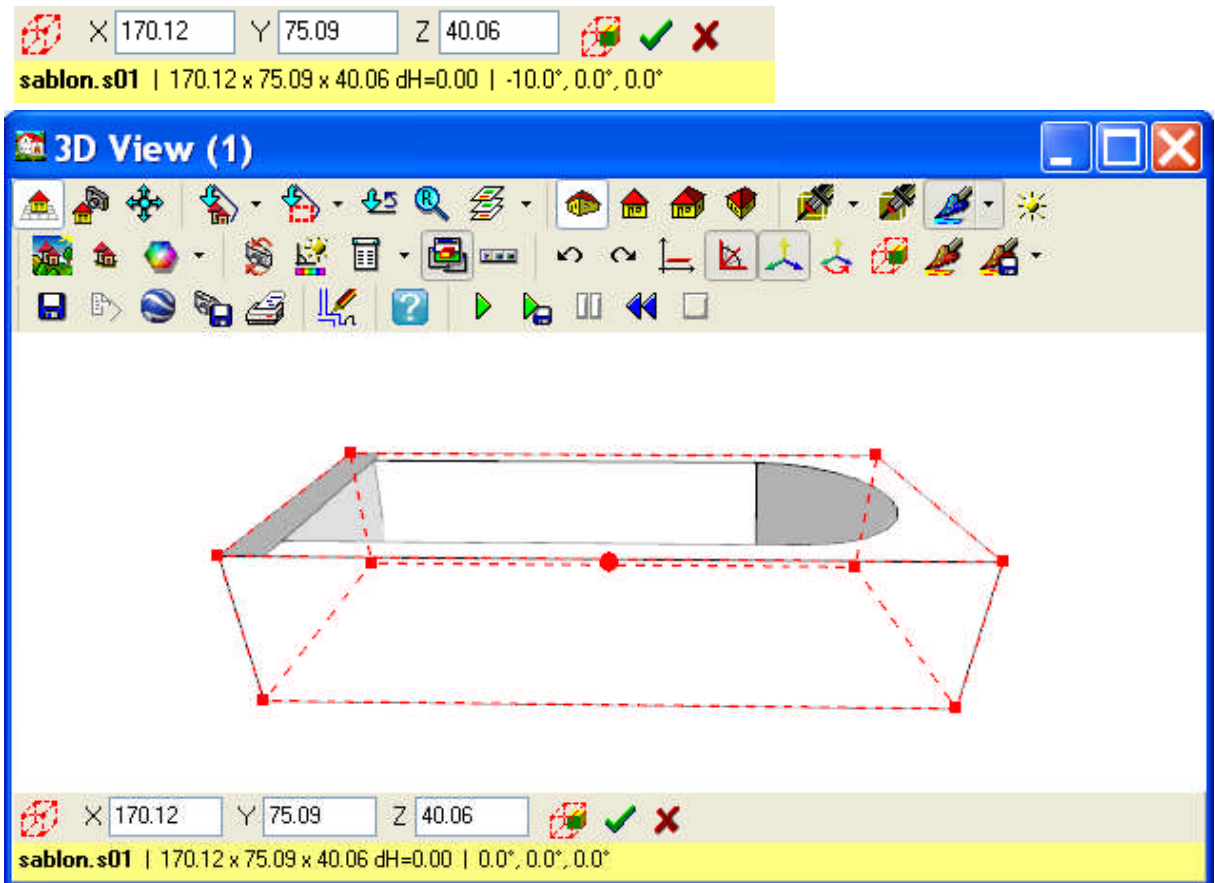 X 170.12 Y 75.09 Z 40.06
sablon.s01 | 170.12 x 75.09 x 40.06 dH=0.00 | -10.0°, 0.0°, 0.0°
3D View (1)
R
?
X 170.12 Y 75.09 Z 40.06
sablon.s01 | 170.12 x 75.09 x 40.06 dH=0.00 | 0.0°, 0.0°, 0.0°